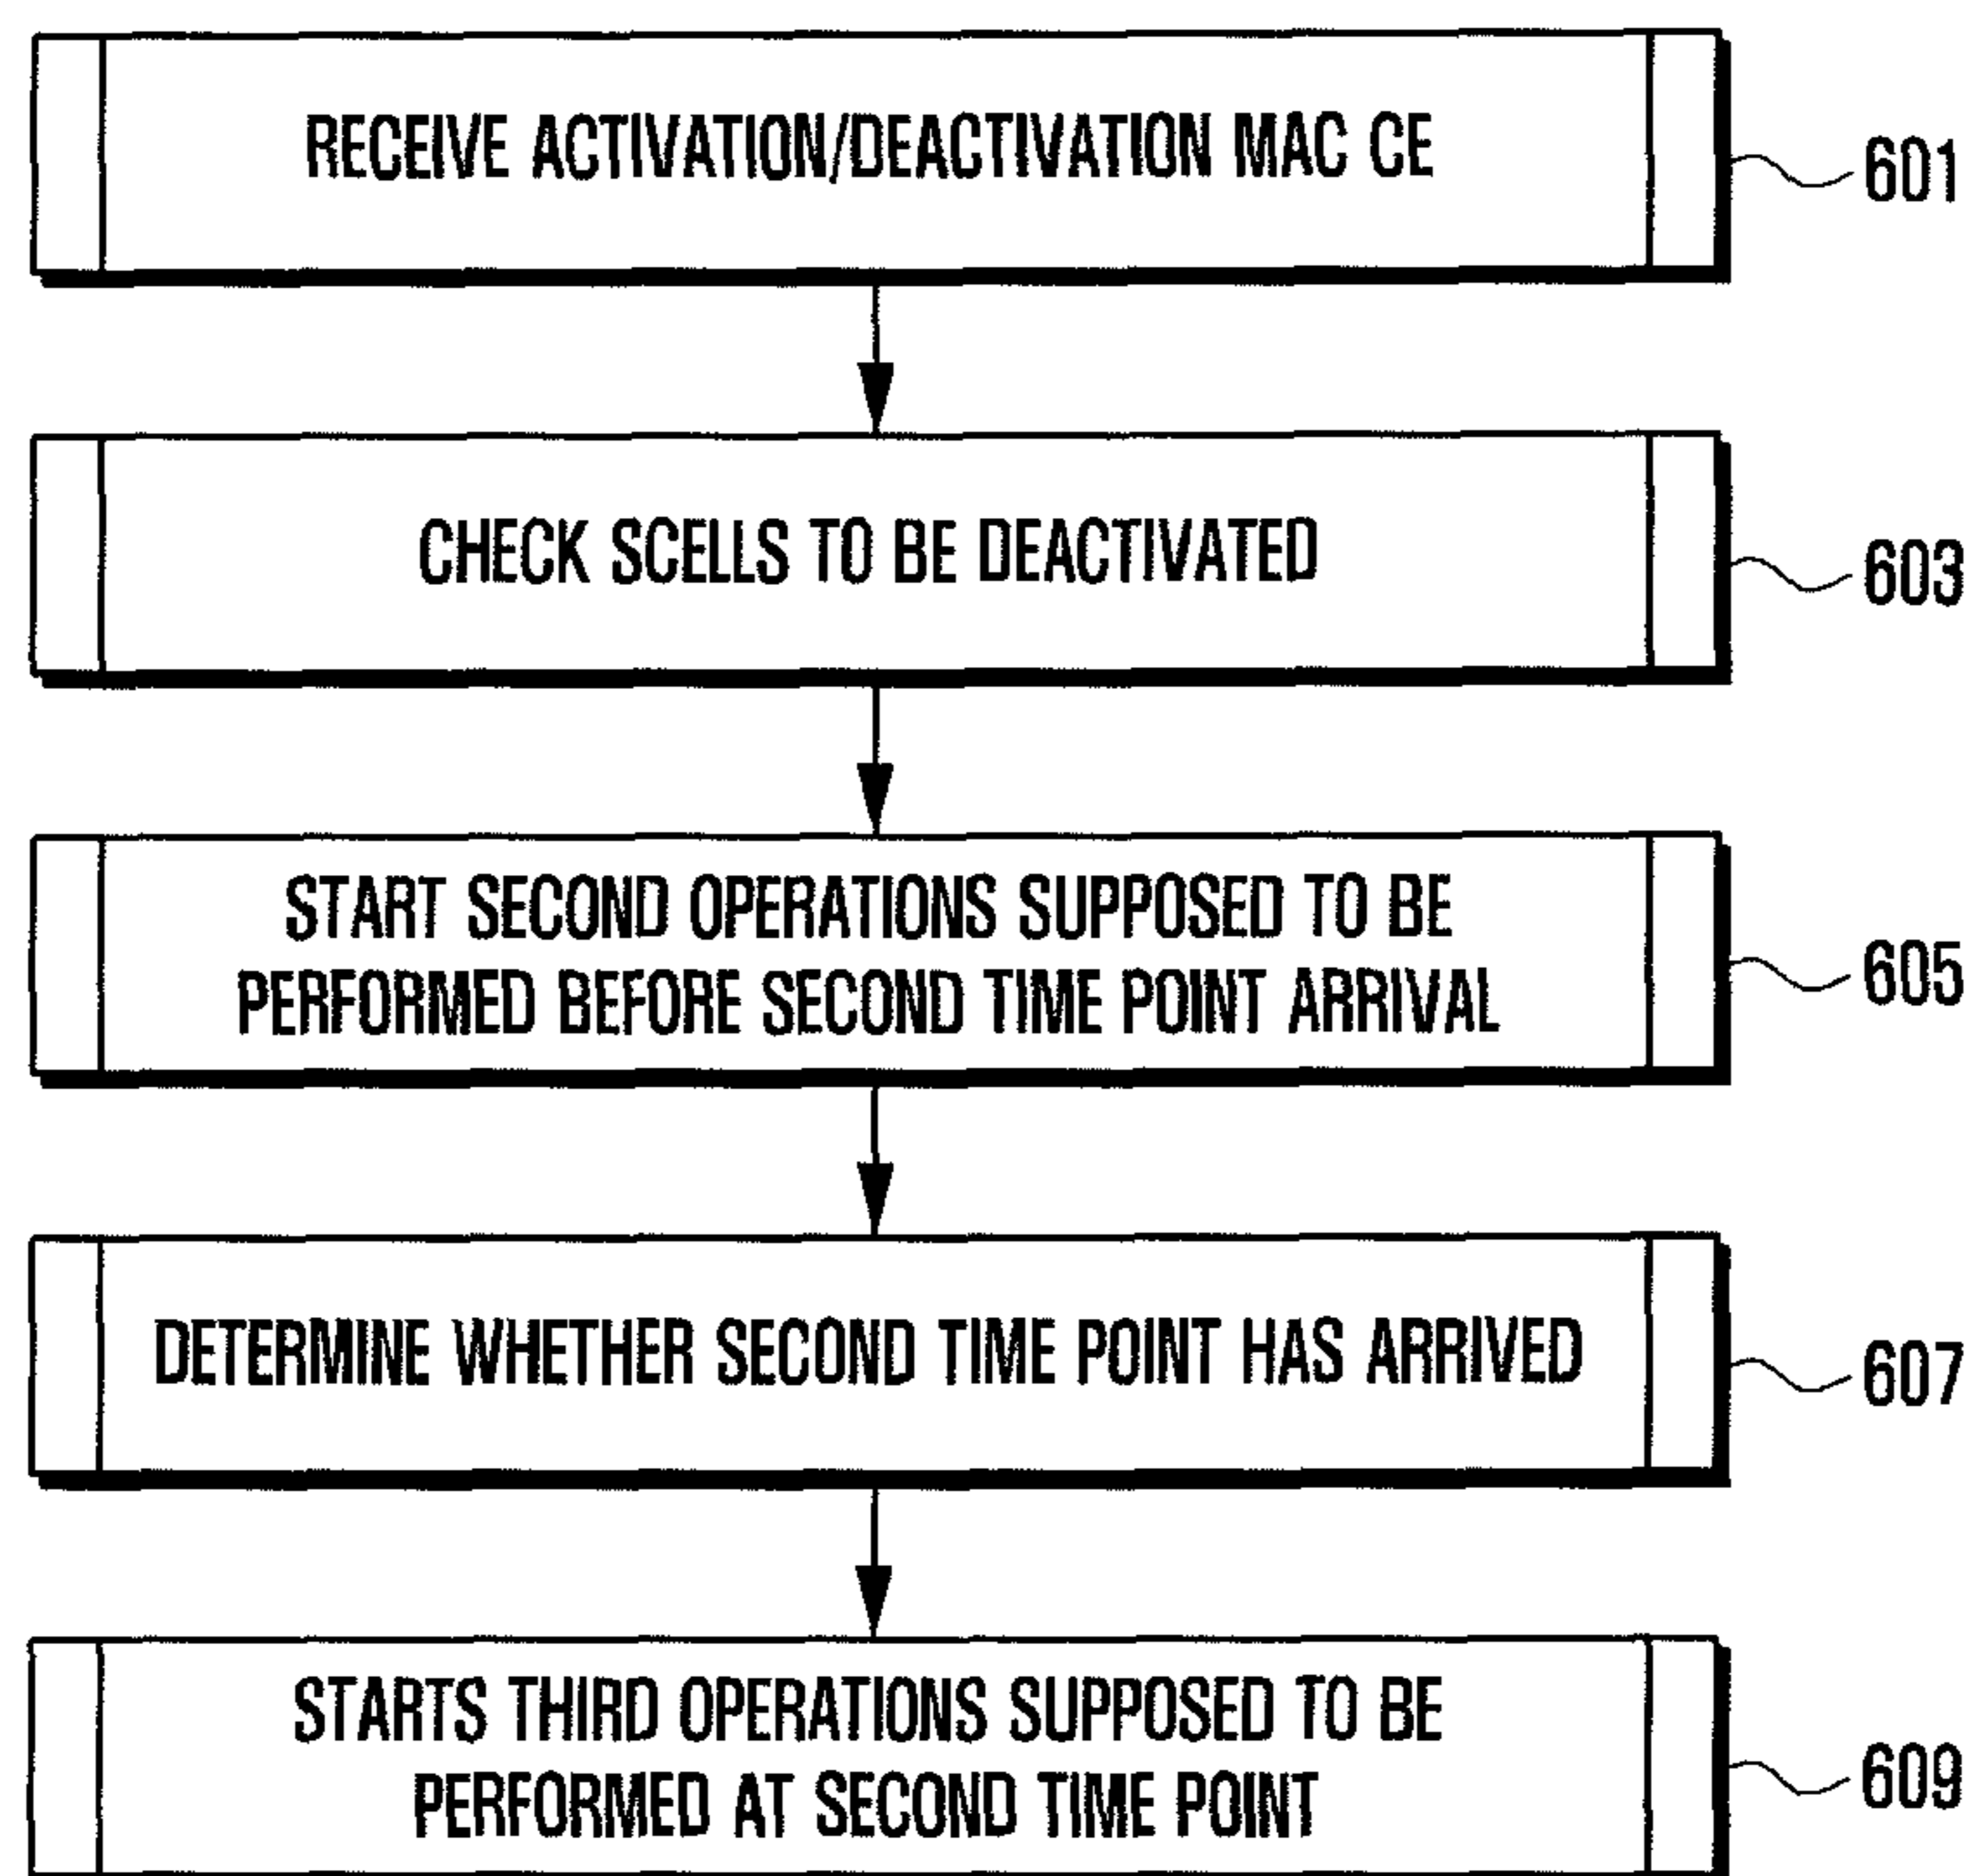 RECEIVE ACTIVATION/DEACTIVATION MAC CE
601
CHECK SCELLS TO BE DEACTIVATED
603
START SECOND OPERATIONS SUPPOSED TO BE
PERFORMED BEFORE SECOND TIME POINT ARRIVAL
605
DETERMINE WHETHER SECOND TIME POINT HAS ARRIVED
607
STARTS THIRD OPERATIONS SUPPOSED TO BE
PERFORMED AT SECOND TIME POINT
609